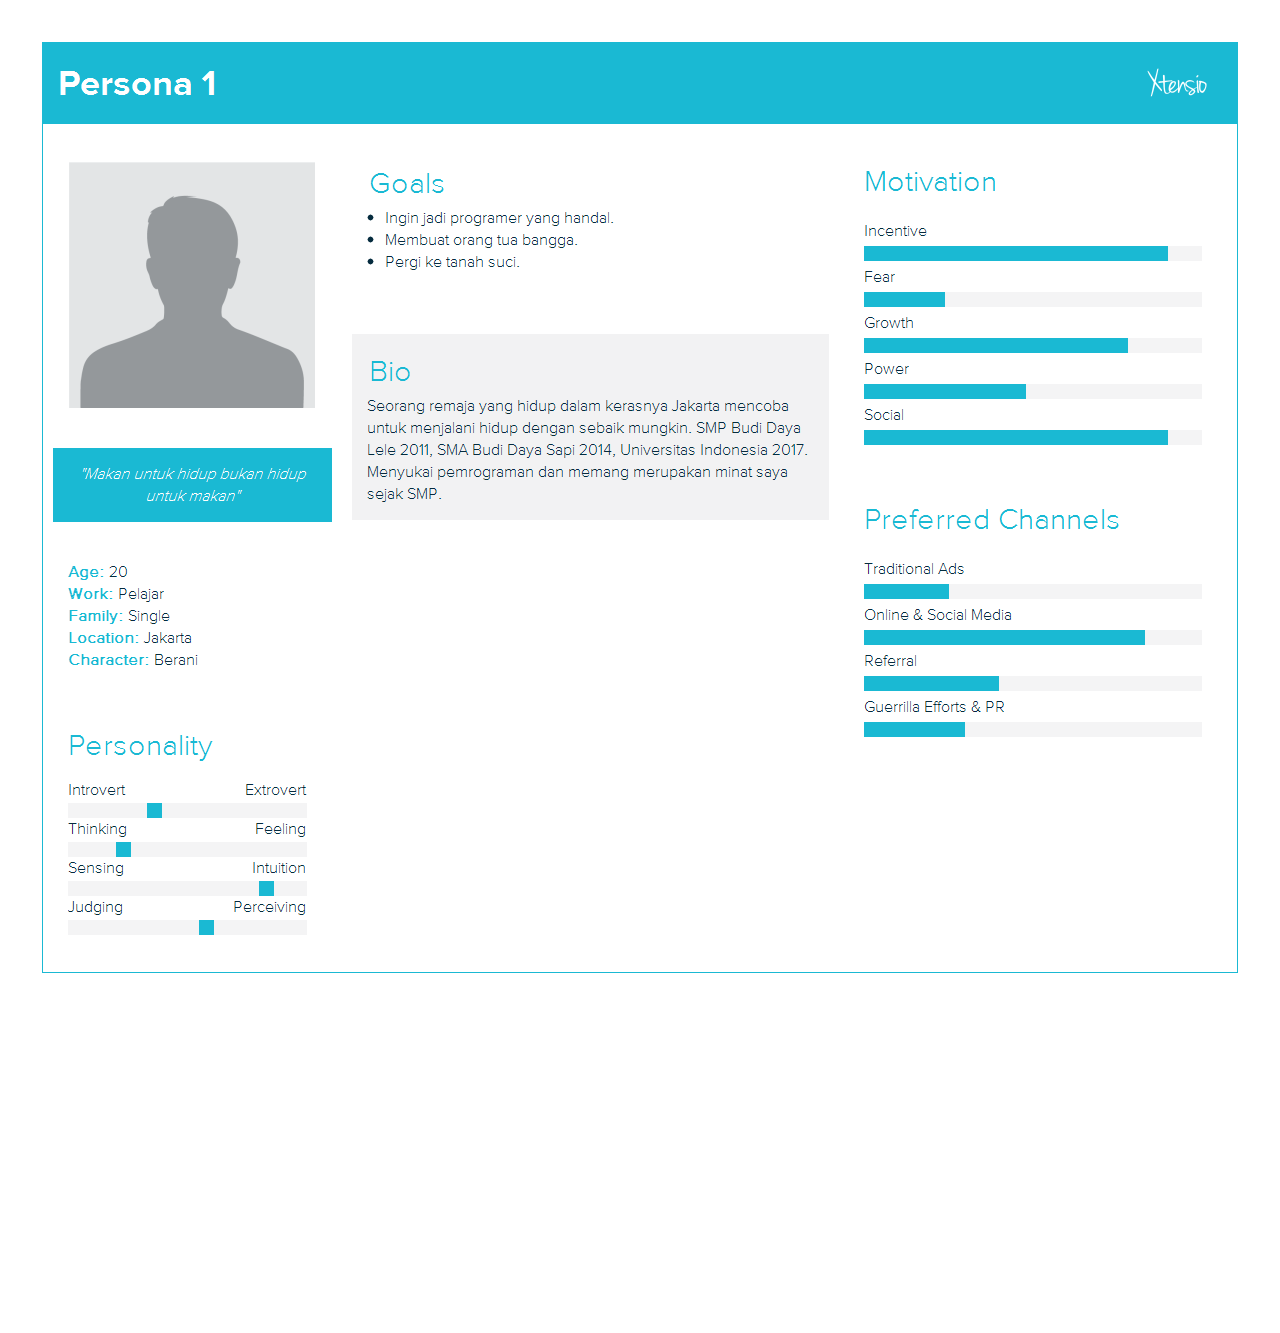 Persona 1
Xtensio
"Makan untuk hidup bukan hidup
untuk makan"
Age: 20
Work: Pelajar
Family: Single
Location: Jakarta
Character: Berani
Personality
Introvert Extrovert
Thinking Feeling
Sensing Intuition
Judging Perceiving
Goals
• Ingin jadi programer yang handal.
• Membuat orang tua bangga.
• Pergi ke tanah suci.
Bio
Seorang remaja yang hidup dalam kerasnya Jakarta mencoba
untuk menjalani hidup dengan sebaik mungkin. SMP Budi Daya
Lele 2011, SMA Budi Daya Sapi 2014, Universitas Indonesia 2017.
Menyukai pemrograman dan memang merupakan minat saya
sejak SMP.
Motivation
Incentive
Fear
Growth
Power
Social
Preferred Channels
Traditional Ads
Online & Social Media
Referral
Guerrilla Efforts & PR